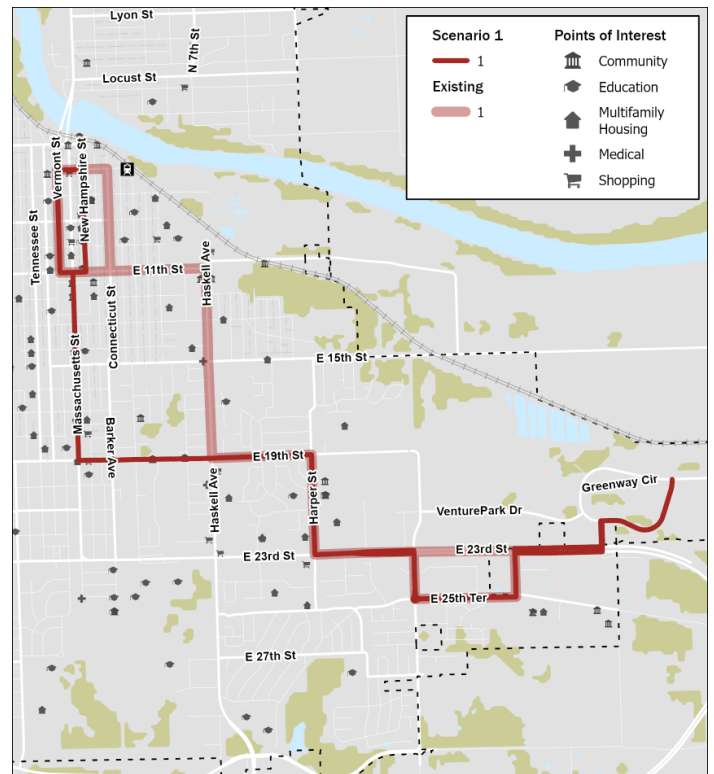 Lyon St
N 7th St
Locust St
Scenario 1
1
Existing
1
Points of Interest
Community
Education
Multifamily
Housing
Medical
Shopping
Vermont St
New Hampshire St
Tennessee St
E 11th St
Haskell Ave
Connecticut St
Massachusetts St
E 15th St
Barker Ave
E 19th St
Haskell Ave
Harper St
Greenway Cir
VenturePark Dr
E 23rd St
E 23rd St
E 25th Ter
E 27th St